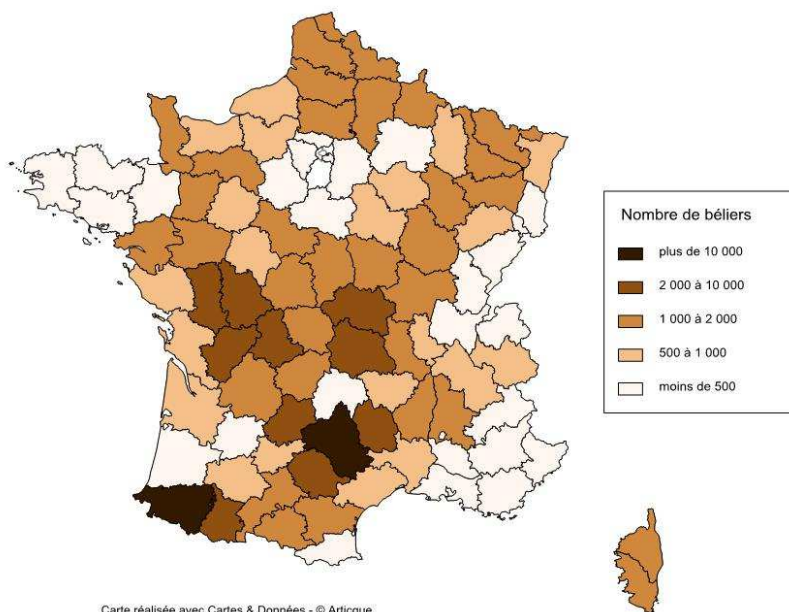 Nombre de béliers
plus de 10 000
2 000 à 10 000
1 000 à 2 000
500 à 1 000
moins de 500
Carte réalisée avec Cartes & Données - © Articque